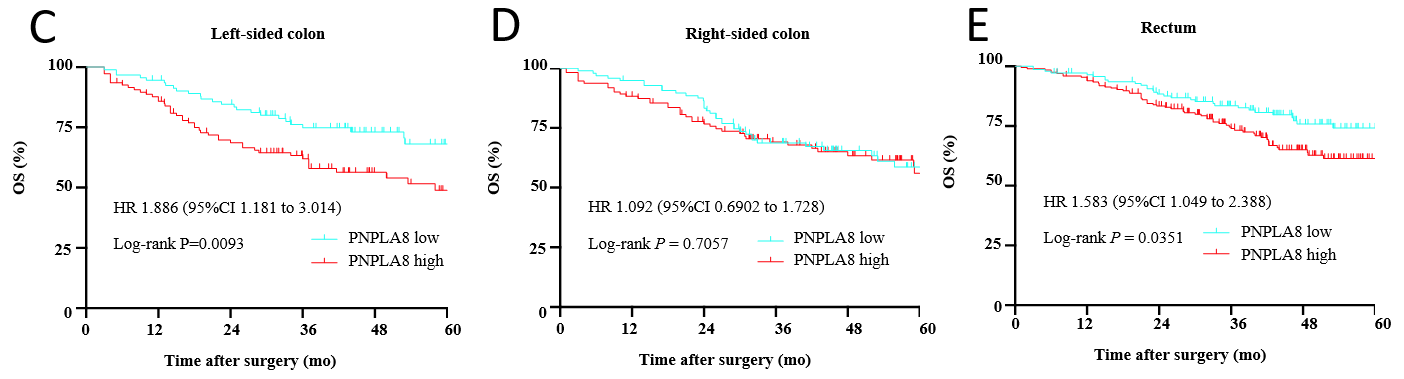 C
Left-sided colon
100
75
50
25
0
OS (%)
HR 1.886 (95%CI 1.181 to 3.014)
Log-rank P=0.0093
PNPLA8 low
PNPLA8 high
0 12 24 36 48 60
Time after surgery (mo)
D
Right-sided colon
100
75
50
25
0
OS (%)
HR 1.092 (95%CI 0.6902 to 1.728)
Log-rank P = 0.7057
PNPLA8 low
PNPLA8 high
0 12 24 36 48 60
Time after surgery (mo)
E
Rectum
100
75
50
25
0
OS (%)
HR 1.583 (95%CI 1.049 to 2.388)
Log-rank P = 0.0351
PNPLA8 low
PNPLA8 high
0 12 24 36 48 60
Time after surgery (mo)